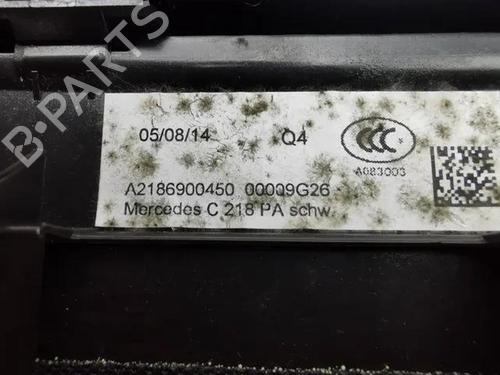 B-PARTS
05/08/14 Q4
CCC
A083003
A2186900450 00009G26
Mercedes C 218 PA schw.